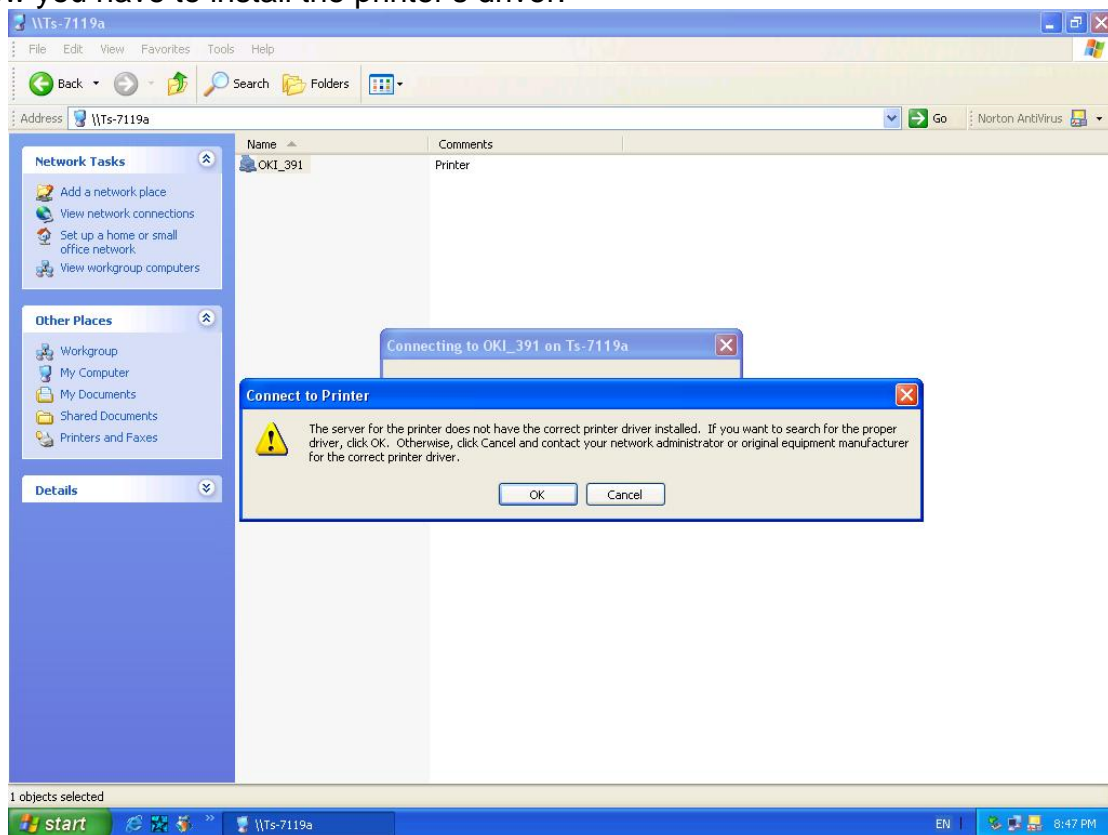 you have to install the printer's driver.
\\Ts-7119a
File Edit View Favorites Tools Help
Back Search Folders
Address \\Ts-7119a Go Norton AntiVirus
Name Comments
OKI_391 Printer
Network Tasks
Add a network place
View network connections
Set up a home or small
office network
View workgroup computers
Other Places
Workgroup
My Computer
My Documents
Shared Documents
Printers and Faxes
Details
Connecting to OKI_391 on Ts-7119a
Connect to Printer
The server for the printer does not have the correct printer driver installed. If you want to search for the proper
driver, click OK. Otherwise, click Cancel and contact your network administrator or original equipment manufacturer
for the correct printer driver.
OK Cancel
1 objects selected
start \\Ts-7119a EN 8:47 PM